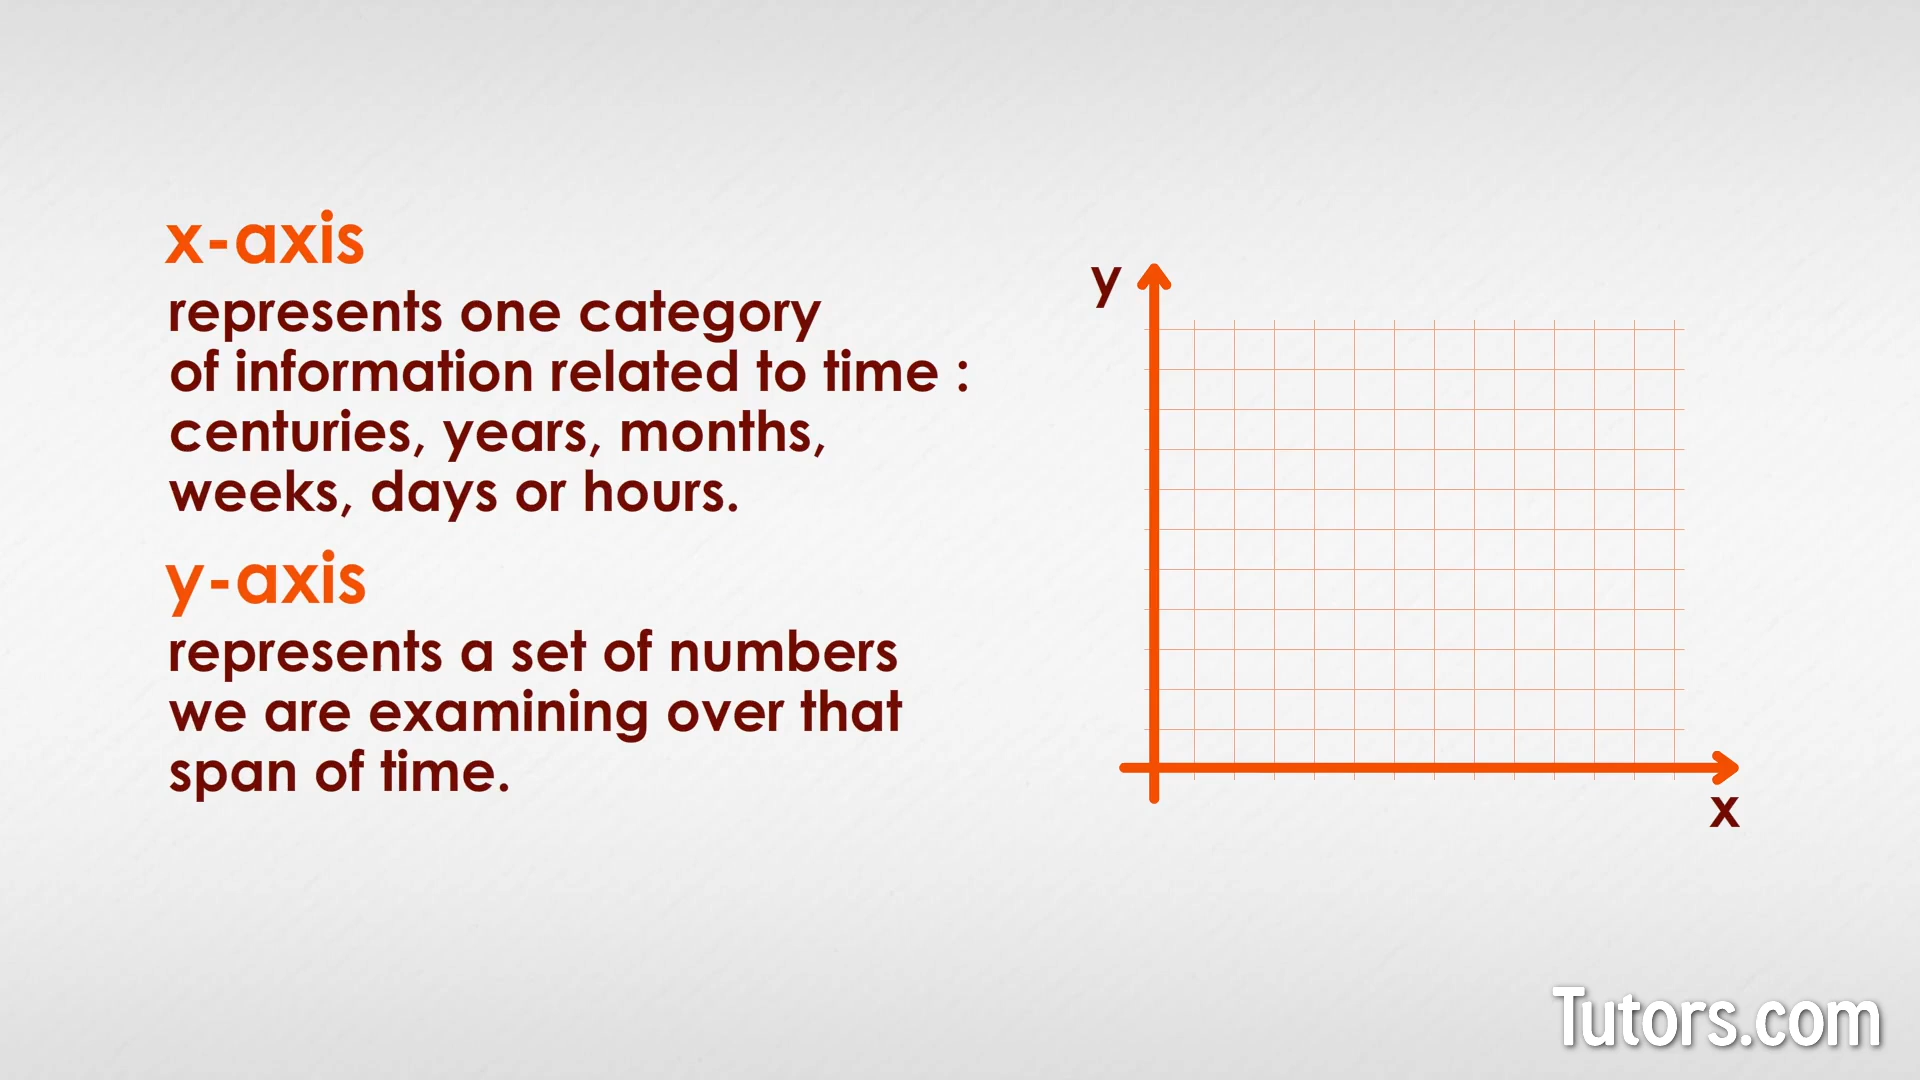 x-axis
represents one category
of information related to time :
centuries, years, months,
weeks, days or hours.
y-axis
represents a set of numbers
we are examining over that
span of time.
y
x
Tutors.com